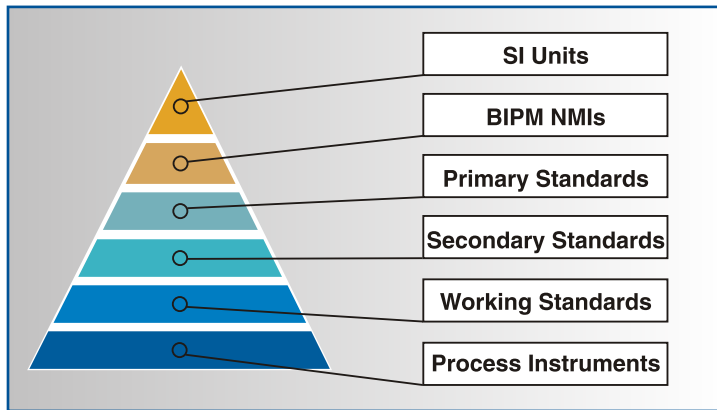 SI Units
BIPM NMIs
Primary Standards
Secondary Standards
Working Standards
Process Instruments